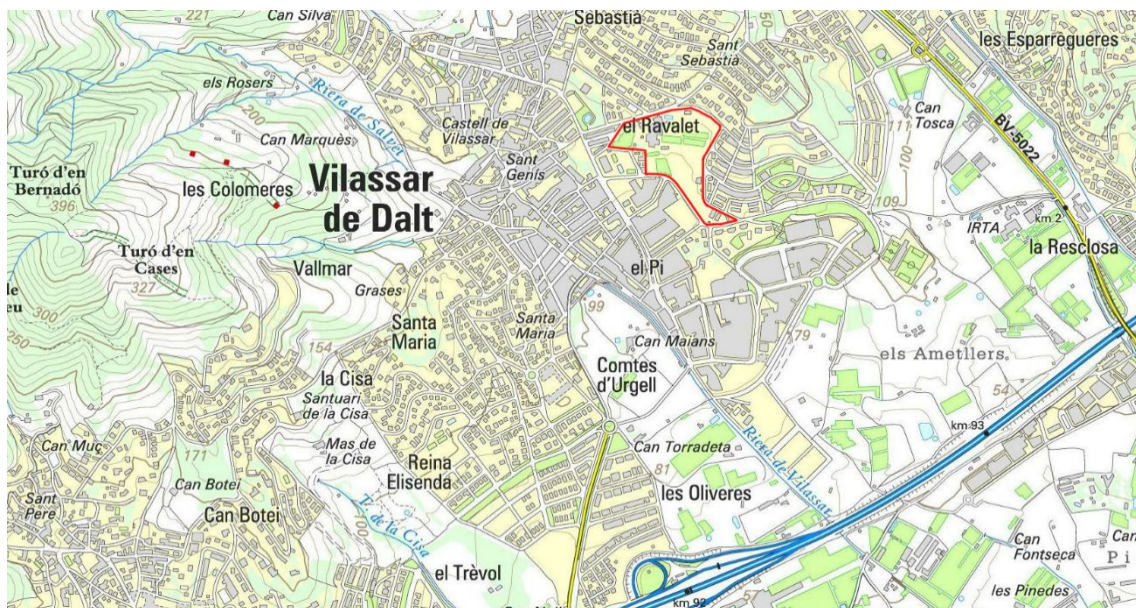 221
Can Silva
Sebastià
60
els Rosers
Riera de Salvet
Sant
Sebastià
les Esparregueres
Can
Tosca
BV-5022
Castell de
Vilassar
el Ravalet
111
100
200
Can Marquès
Turó d'en
Bernadó
396
les Colomeres
Vilassar
de Dalt
Sant
Genís
109
km 2
IRTA
la Resclosa
Turó d'en
Cases
327
Vallmar
el Pi
300
Grases
99
Santa
Maria
Santa
Maria
Can Maians
79
els Ametllers
154
la Cisa
Santuari
de la Cisa
Comtes
d'Urgell
54
km 93
Can Muç
171
Mas de
la Cisa
Can Torradeta
Riera de Vilassar
Can Botei
Reina
Elisenda
81
les Oliveres
Sant
Pere
Can Botei
100
Tt. de la Cisa
el Trèvol
Can
Fontseca
les Pinedes
km 92
57